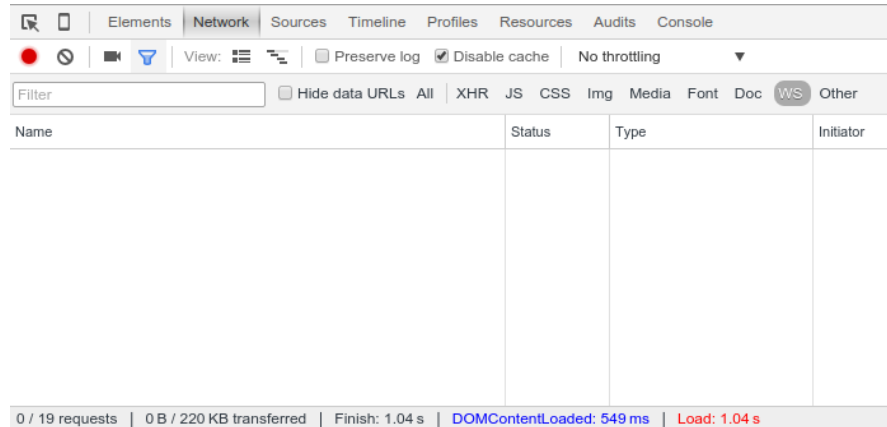 Elements Network Sources Timeline Profiles Resources Audits Console
View: Preserve log Disable cache No throttling ▼
Filter Hide data URLs All XHR JS CSS Img Media Font Doc WS Other
Name Status Type Initiator
0 / 19 requests | 0 B / 220 KB transferred | Finish: 1.04 s | DOMContentLoaded: 549 ms | Load: 1.04 s